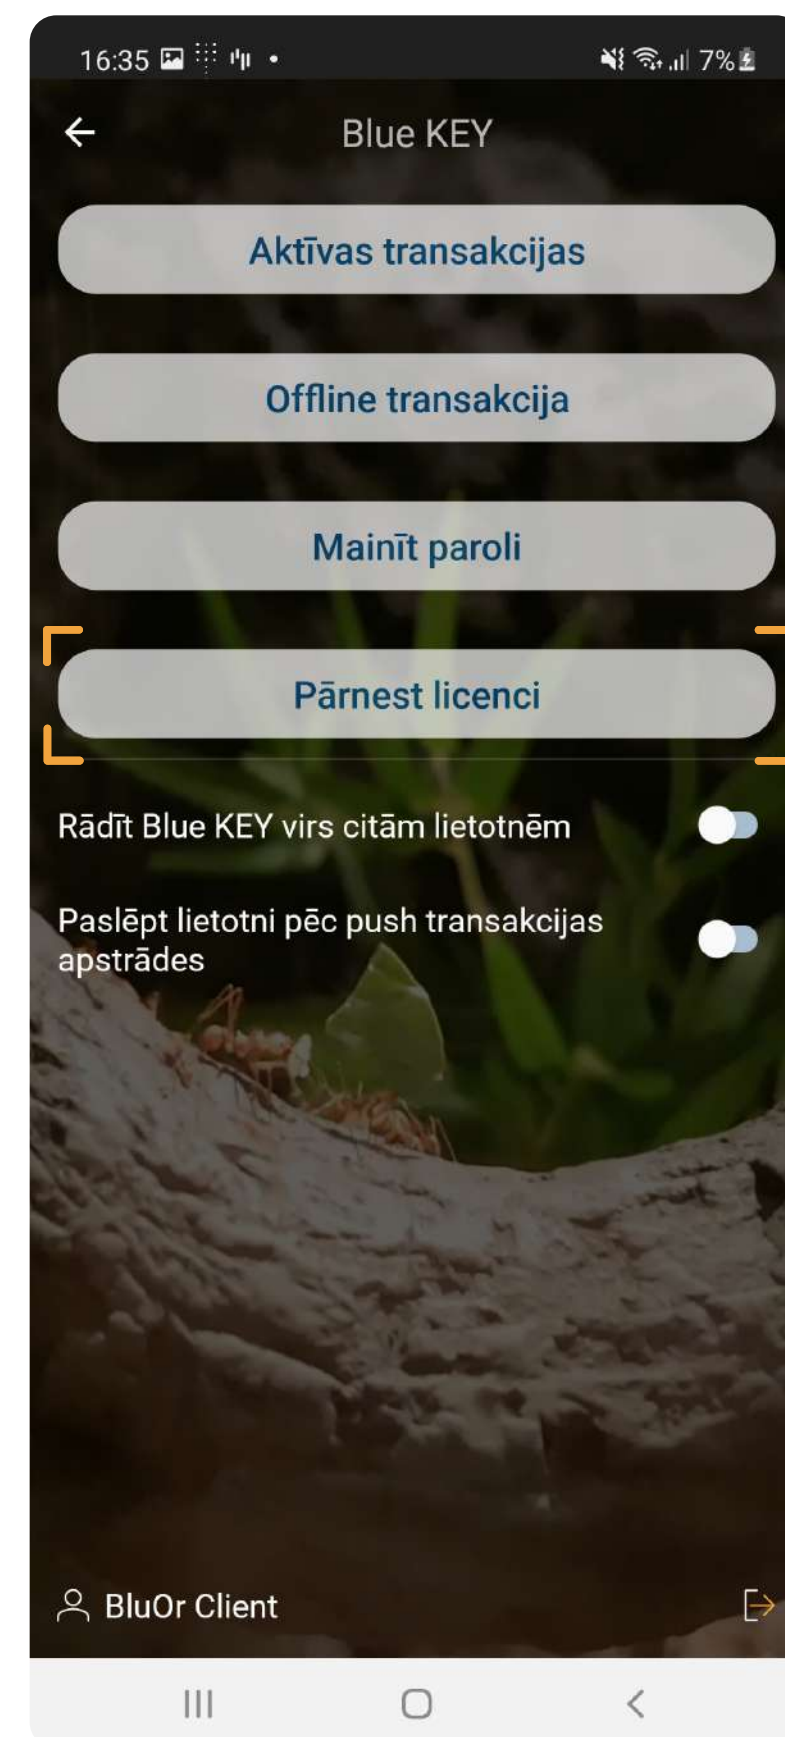 16:35 7%
Blue KEY
Aktīvas transakcijas
Offline transakcija
Mainīt paroli
Pārnest licenci
Rādīt Blue KEY virs citām lietotnēm
Paslēpt lietotni pēc push transakcijas
apstrādes
BluOr Client